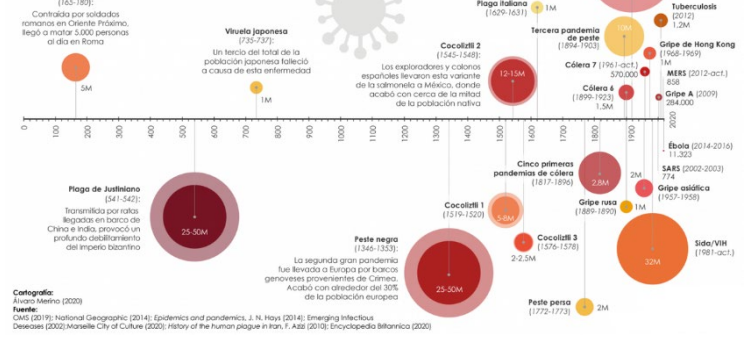 (165-180):
Contraída por soldados
romanos en Oriente Próximo,
llegó a matar 5.000 personas
al día en Roma
5M
Viruela japonesa
(735-737):
Un tercio del total de la
población japonesa falleció
a causa de esta enfermedad
1M
Cocoliztli 2
(1545-1548):
Los exploradores y colonos
españoles llevaron esta variante
de la salmonela a México, donde
acabó con cerca de la mitad
de la población nativa
12-15M
Plaga italiana
(1629-1631)
1M
Tercera pandemia
de peste
(1894-1903)
10M
Cólera 7 (1961-act.)
570.000
Cólera 6
(1899-1923)
1.5M
Tuberculosis
(2012)
1.2M
Gripe de Hong Kong
(1968-1969)
1M
MERS (2012-act.)
858
Gripe A (2009)
284.000
0
100
200
300
400
500
600
700
800
900
1000
1100
1200
1300
1400
1500
1600
1700
1800
1900
2020
Plaga de Justiniano
(541-542):
Transmitida por ratas
llegadas en barco de
China e India, provocó un
profundo debilitamiento
del Imperio bizantino
25-50M
Peste negra
(1346-1353):
La segunda gran pandemia
fue llevada a Europa por barcos
genoveses provenientes de Crimea.
Acabó con alrededor del 30%
de la población europea
25-50M
Cocoliztli 1
(1519-1520)
5-8M
Cocoliztli 3
(1576-1578)
2-2,5M
Cinco primeras
pandemias de cólera
(1817-1896)
2,8M
Gripe rusa
(1889-1890)
1M
Peste persa
(1772-1773)
2M
Ébola (2014-2016)
11,323
SARS (2002-2003)
774
2M
Gripe asiática
(1957-1958)
Sida/VIH
(1981-act.)
32M
Cartografía:
Álvaro Merino (2020)
Fuente:
OMS (2019); National Geographic (2014); Epidemics and pandemics, J. N. Hays (2014); Emerging Infectious
Deseases (2002);Marseille City of Culture (2020); History of the human plague in Iran, F. Azizi (2010); Encyclopedia Britannica (2020)